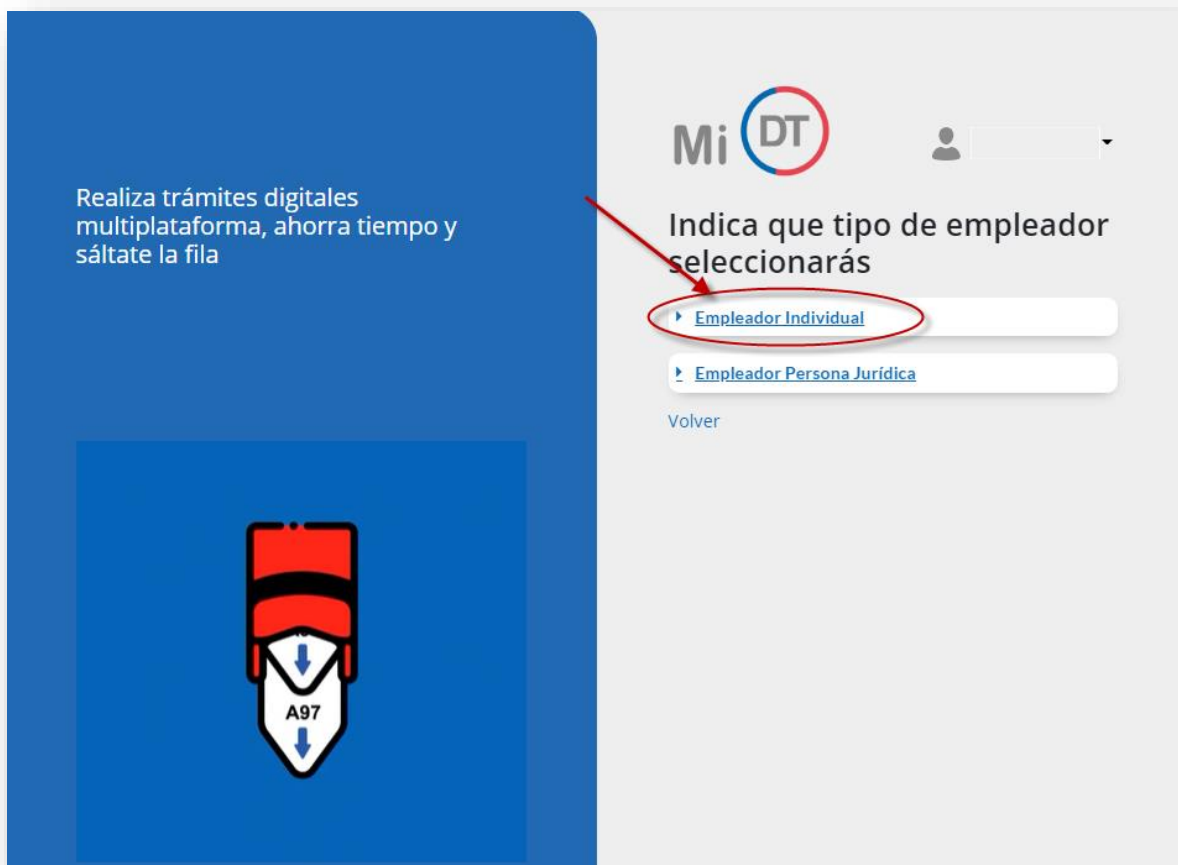 Realiza trámites digitales
multiplataforma, ahorra tiempo y
sáltate la fila
A97
Mi DT
Indica que tipo de empleador
seleccionarás
Empleador Individual
Empleador Persona Jurídica
Volver